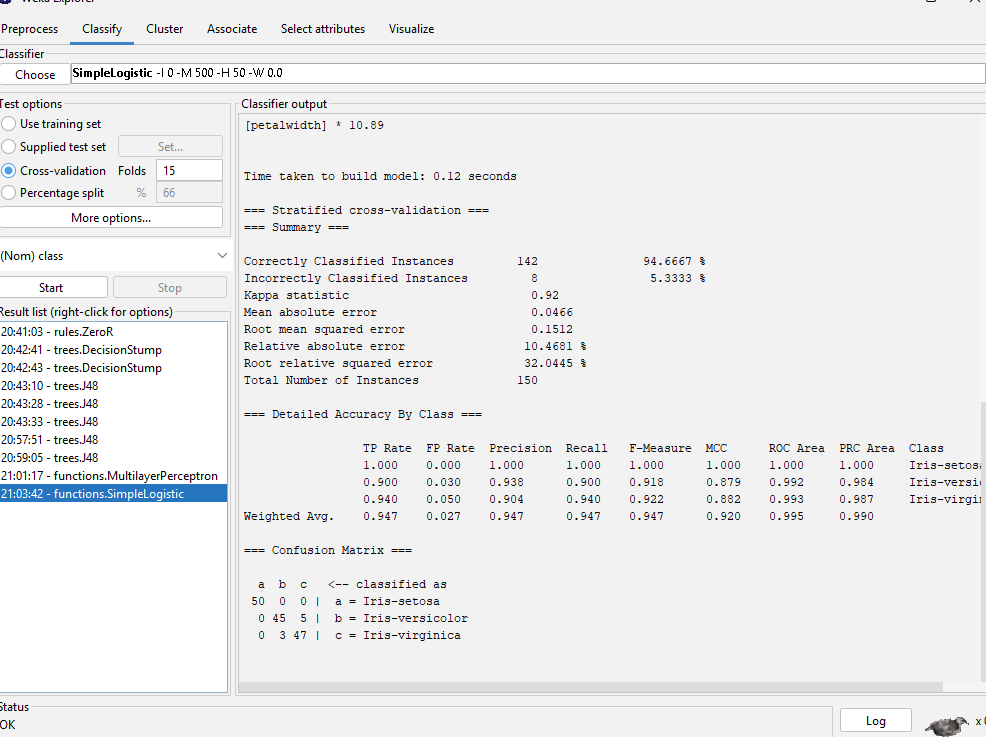 Weka Explorer
Preprocess Classify Cluster Associate Select attributes Visualize
Classifier
Choose SimpleLogistic -I 0 -M 500 -H 50 -W 0.0
Test options
Use training set
Supplied test set Set...
Cross-validation Folds 15
Percentage split % 66
More options...
(Nom) class
Start Stop
Result list (right-click for options)
20:41:03 - rules.ZeroR
20:42:41 - trees.DecisionStump
20:42:43 - trees.DecisionStump
20:43:10 - trees.J48
20:43:28 - trees.J48
20:43:33 - trees.J48
20:57:51 - trees.J48
20:59:05 - trees.J48
21:01:17 - functions.MultilayerPerceptron
21:03:42 - functions.SimpleLogistic
Classifier output
[petalwidth] * 10.89
Time taken to build model: 0.12 seconds
=== Stratified cross-validation ===
=== Summary ===
Correctly Classified Instances 142 94.6667 %
Incorrectly Classified Instances 8 5.3333 %
Kappa statistic 0.92
Mean absolute error 0.0466
Root mean squared error 0.1512
Relative absolute error 10.4681 %
Root relative squared error 32.0445 %
Total Number of Instances 150
=== Detailed Accuracy By Class ===
TP Rate FP Rate Precision Recall F-Measure MCC ROC Area PRC Area Class
1.000 0.000 1.000 1.000 1.000 1.000 1.000 1.000 Iris-setos
0.900 0.030 0.938 0.900 0.918 0.879 0.992 0.984 Iris-versi
0.940 0.050 0.904 0.940 0.922 0.882 0.993 0.987 Iris-virgi
Weighted Avg. 0.947 0.027 0.947 0.947 0.947 0.920 0.995 0.990
=== Confusion Matrix ===
a b c <-- classified as
50 0 0 | a = Iris-setosa
0 45 5 | b = Iris-versicolor
0 3 47 | c = Iris-virginica
Status
OK
Log
x 0